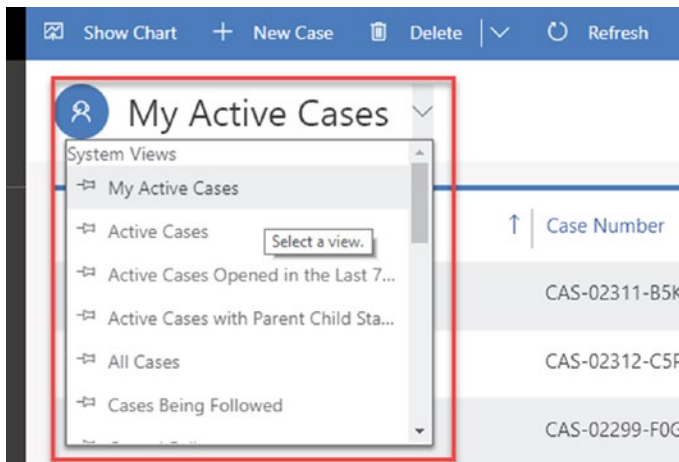 Show Chart New Case Delete Refresh
My Active Cases
System Views
My Active Cases
Active Cases
Select a view.
Active Cases Opened in the Last 7...
Active Cases with Parent Child Sta...
All Cases
Cases Being Followed
Case Number
CAS-02311-B5K
CAS-02312-C5
CAS-02299-F0G